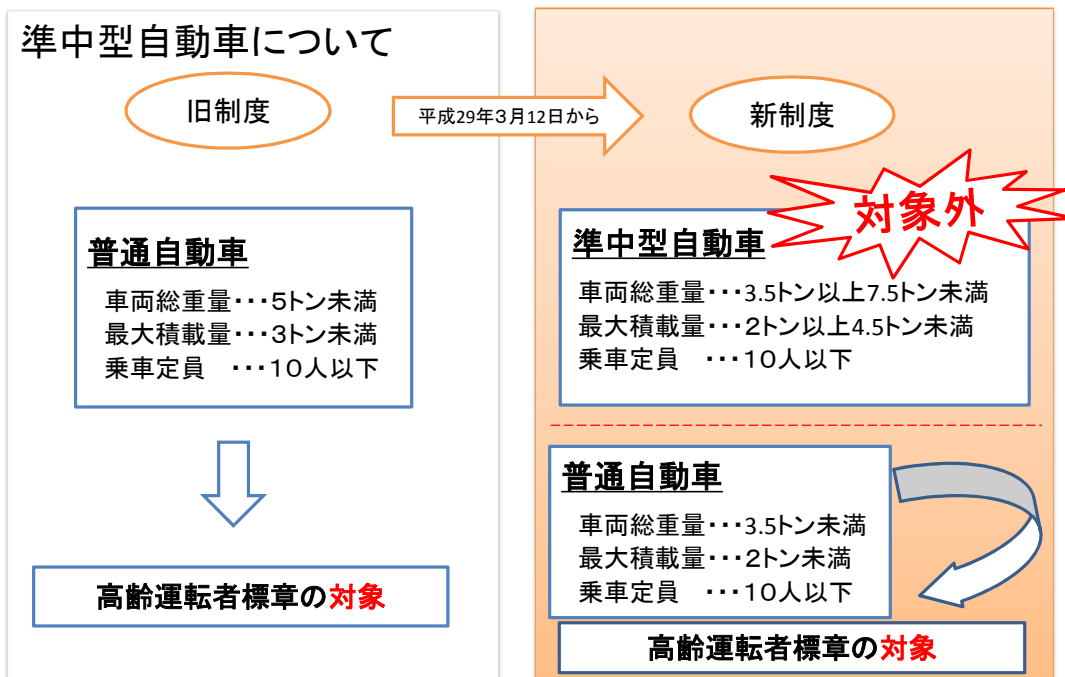 準中型自動車について
旧制度
平成29年３月12日から
新制度
普通自動車
車両総重量・・・５トン未満
最大積載量・・・３トン未満
乗車定員　・・・１０人以下
高齢運転者標章の対象
対象外
準中型自動車
車両総重量・・・3.5トン以上7.5トン未満
最大積載量・・・２トン以上4.5トン未満
乗車定員　・・・１０人以下
普通自動車
車両総重量・・・3.5トン未満
最大積載量・・・２トン未満
乗車定員　・・・１０人以下
高齢運転者標章の対象